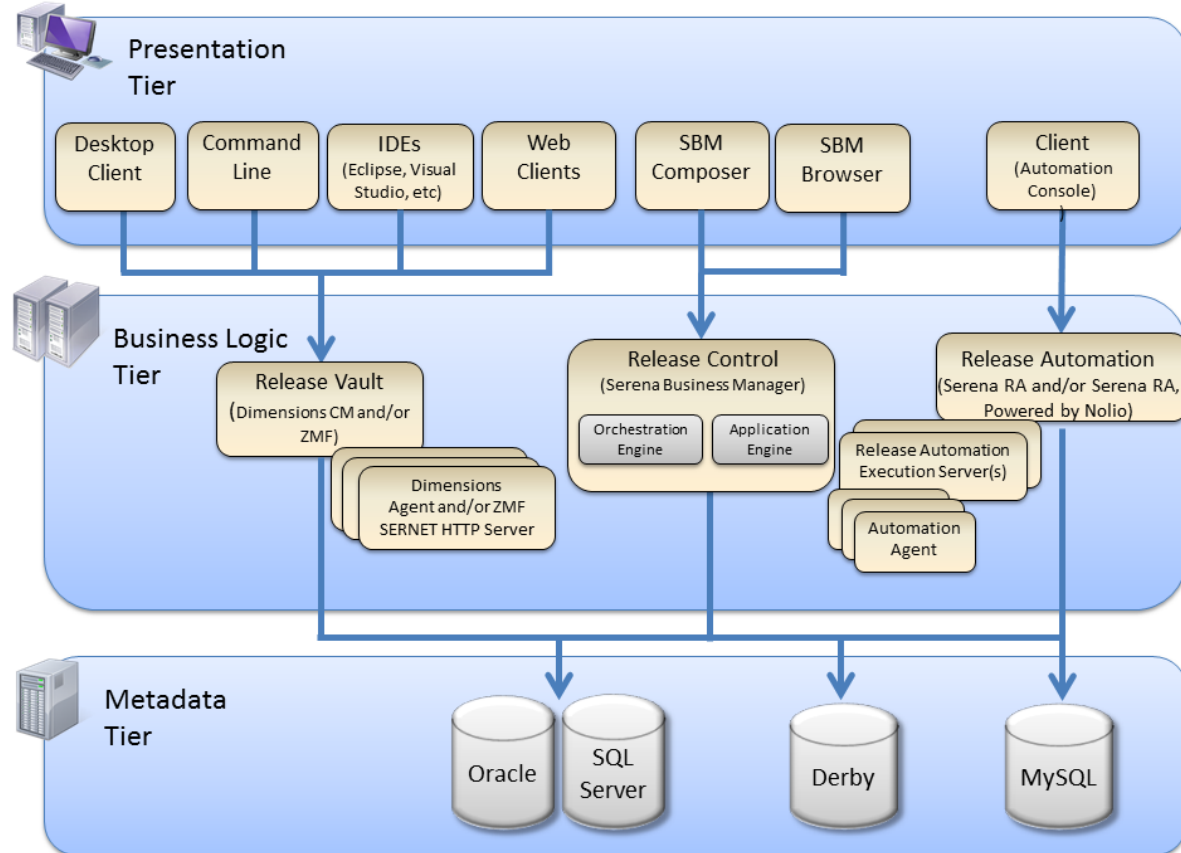 Presentation
Tier
Desktop
Client
Command
Line
IDEs
(Eclipse, Visual
Studio, etc)
Web
Clients
SBM
Composer
SBM
Browser
Client
(Automation
Console)
)
Business Logic
Tier
Release Vault
(Dimensions CM and/or
ZMF)
Dimensions
Agent and/or ZMF
SERNET HTTP Server
Release Control
(Serena Business Manager)
Orchestration
Engine
Application
Engine
Release Automation
(Serena RA and/or Serena RA,
Powered by Nolio)
Release Automation
Execution Server(s)
Automation
Agent
Metadata
Tier
Oracle
SQL
Server
Derby
MySQL